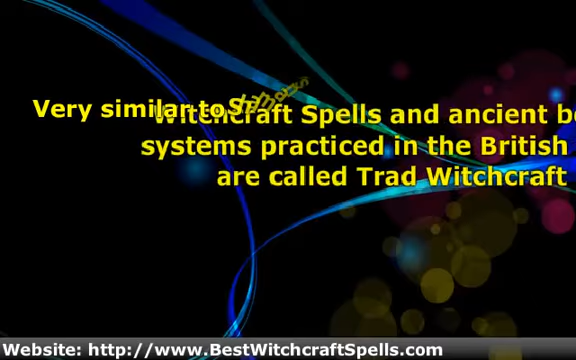 Very similar to
Witchcraft Spells and ancient be
systems practiced in the British
are called Trad Witchcraft
Website: http://www.BestWitchcraftSpells.com